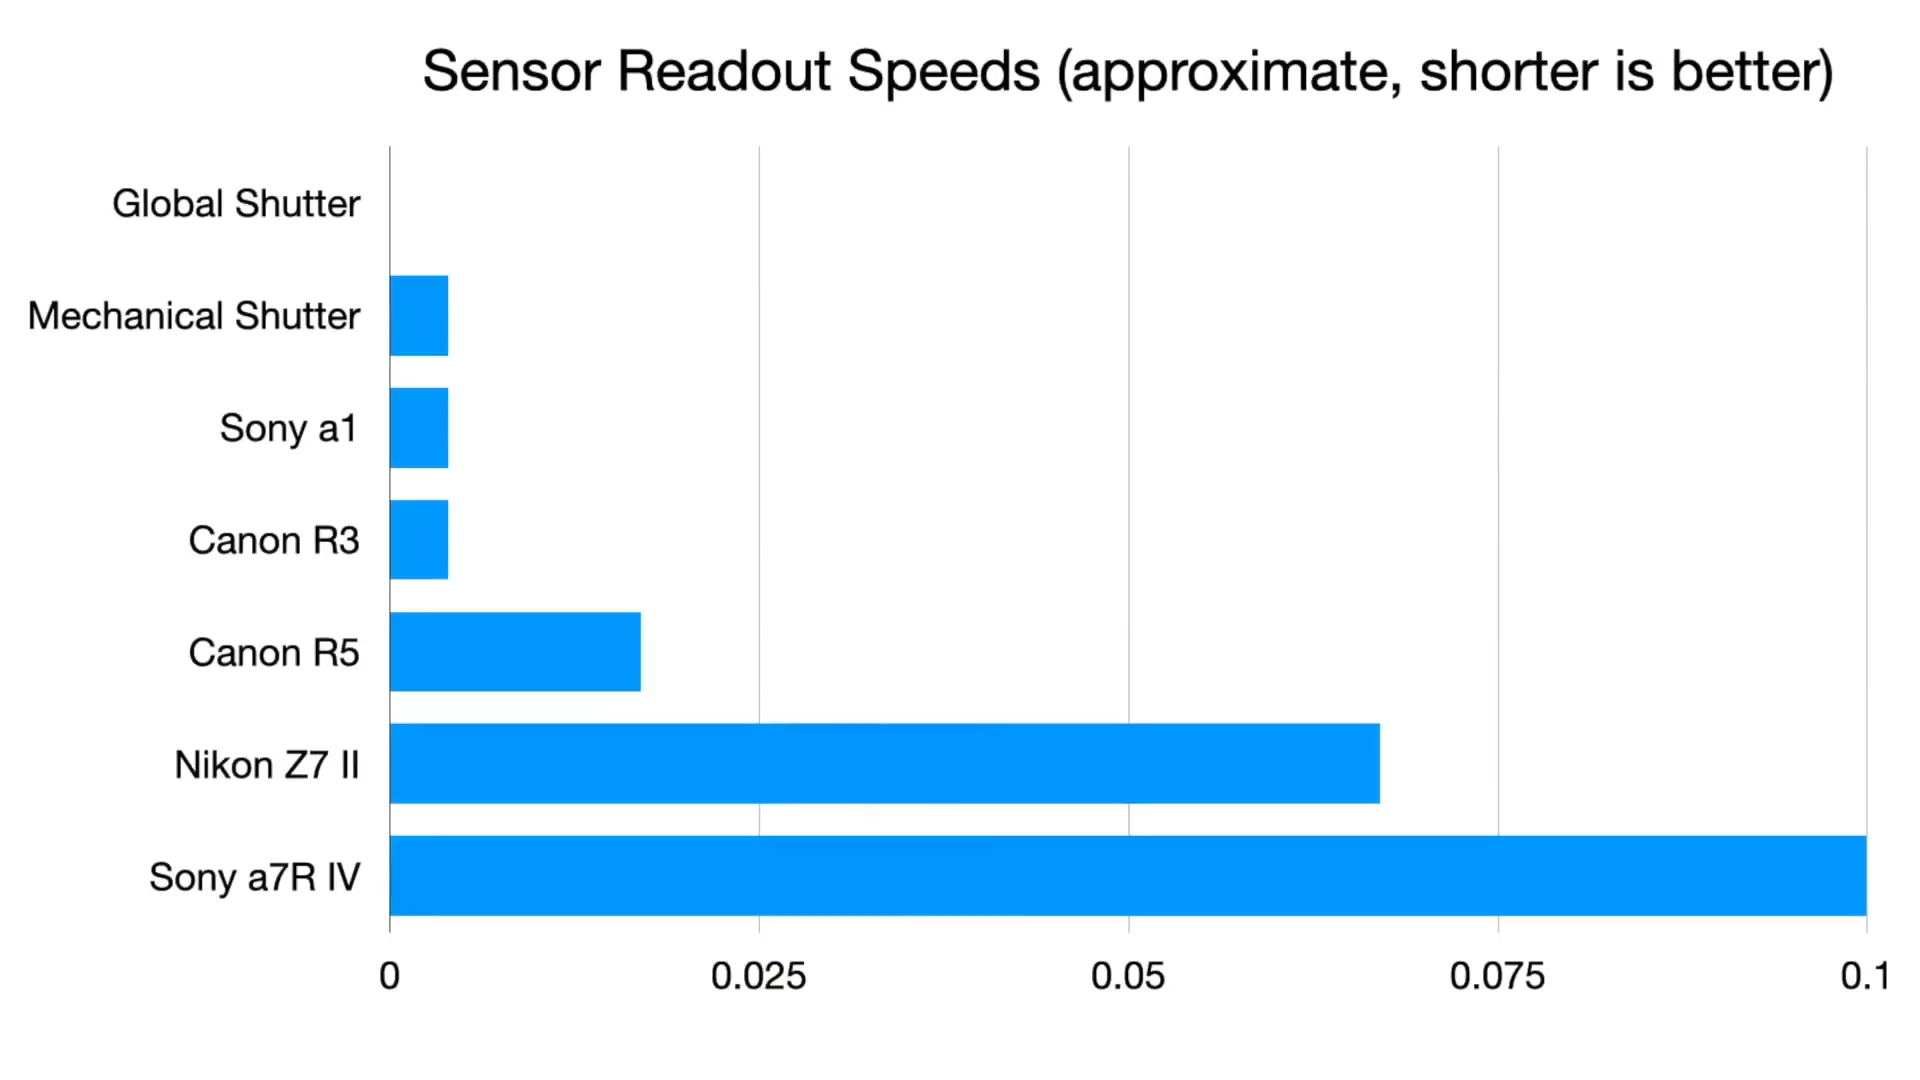 Sensor Readout Speeds (approximate, shorter is better)
Global Shutter
Mechanical Shutter
Sony a1
Canon R3
Canon R5
Nikon Z7 II
Sony a7R IV
0 0.025 0.05 0.075 0.1